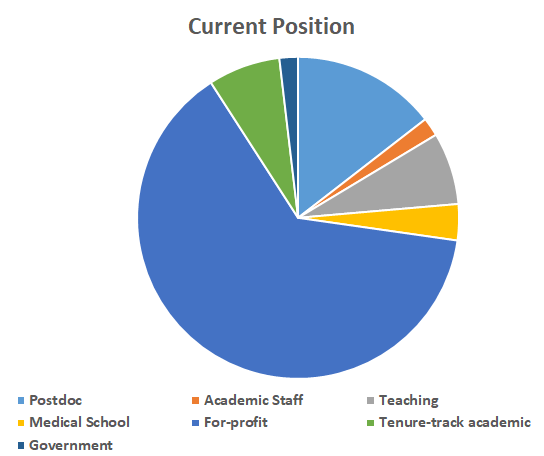 Current Position
Postdoc Academic Staff Teaching
Medical School For-profit Tenure-track academic
Government